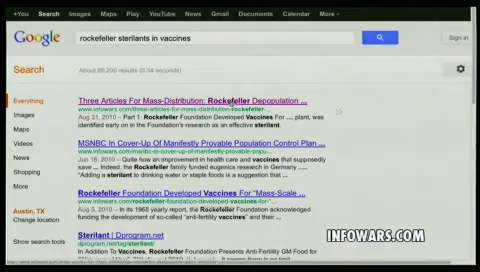 +You Search Images Maps Play YouTube News Gmail Documents Calendar More
Google rockefeller sterilants in vaccines Sign in
Search About 89,200 results (0.34 seconds)
Everything
Images
Maps
Videos
News
Shopping
More
Austin, TX
Change location
Show search tools
Three Articles For Mass-Distribution: Rockefeller Depopulation ...
www.infowars.com/three-articles-for-mass-distribution-rockefeller-...
Aug 31, 2010 – Part 1: Rockefeller Foundation Developed Vaccines For .... plant, was
identified early on in the Foundation's research as an effective sterilant.
MSNBC In Cover-Up Of Manifestly Provable Population Control Plan ...
www.infowars.com/msnbc-in-cover-up-of-manifestly-provable-popu...
Jun 16, 2010 – Quite how an improvement in health care and vaccines that supposedly
save ... Indeed, the Rockefeller family funded eugenics research in Germany .....
"Adding a sterilant to drinking water or staple foods is a suggestion that ...
Rockefeller Foundation Developed Vaccines For "Mass-Scale ...
www.infowars.com/rockefeller-foundation-developed-vaccines-for-"...
Aug 5, 2010 – In its 1968 yearly report, the Rockefeller Foundation acknowledged
funding the development of so-called "anti-fertility vaccines" and their ...
Sterilant | Dprogram.net
dprogram.net/tag/sterilant/
In Addition To Vaccines, Rockefeller Foundation Presents Anti-Fertility GM Food for
INFOWARS.COM